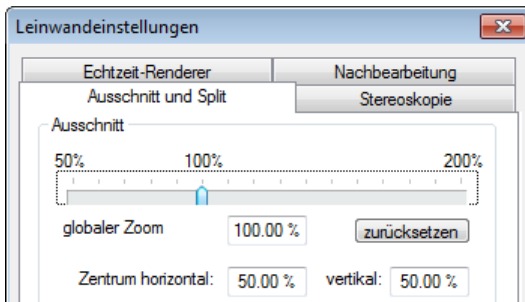 Leinwandeinstellungen
Echtzeit-Renderer Nachbearbeitung
Ausschnitt und Split Stereoskopie
Ausschnitt
50% 100% 200%
globaler Zoom 100.00 % zurücksetzen
Zentrum horizontal: 50.00 % vertikal: 50.00 %